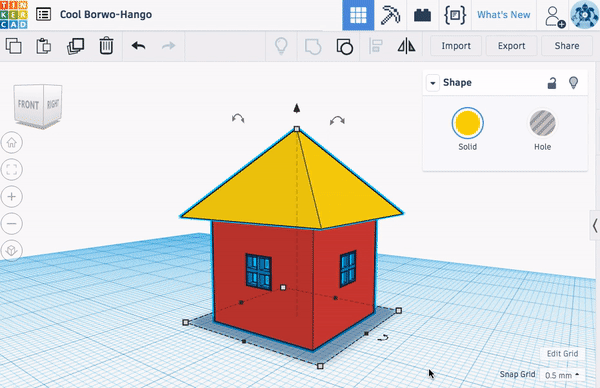 TIN
KER
CAD
Cool Borwo-Hango
What's New
Import
Export
Share
FRONT
RIGHT
Shape
Solid
Hole
Edit Grid
Snap Grid
0.5 mm